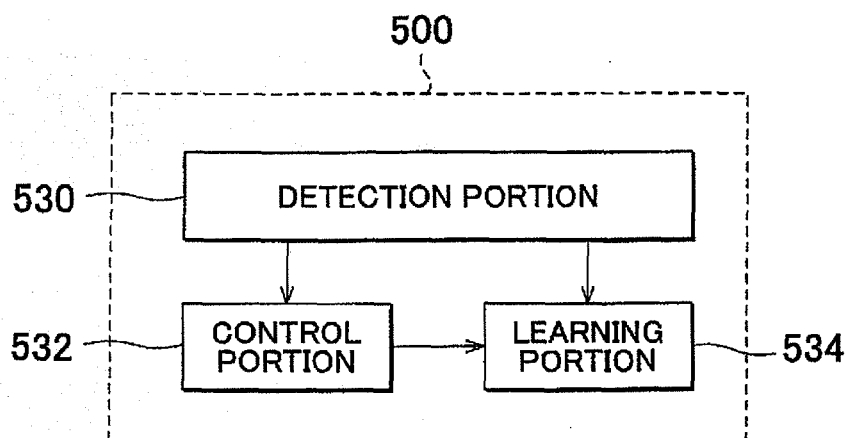 500
530
DETECTION PORTION
532
CONTROL
PORTION
LEARNING
PORTION
534